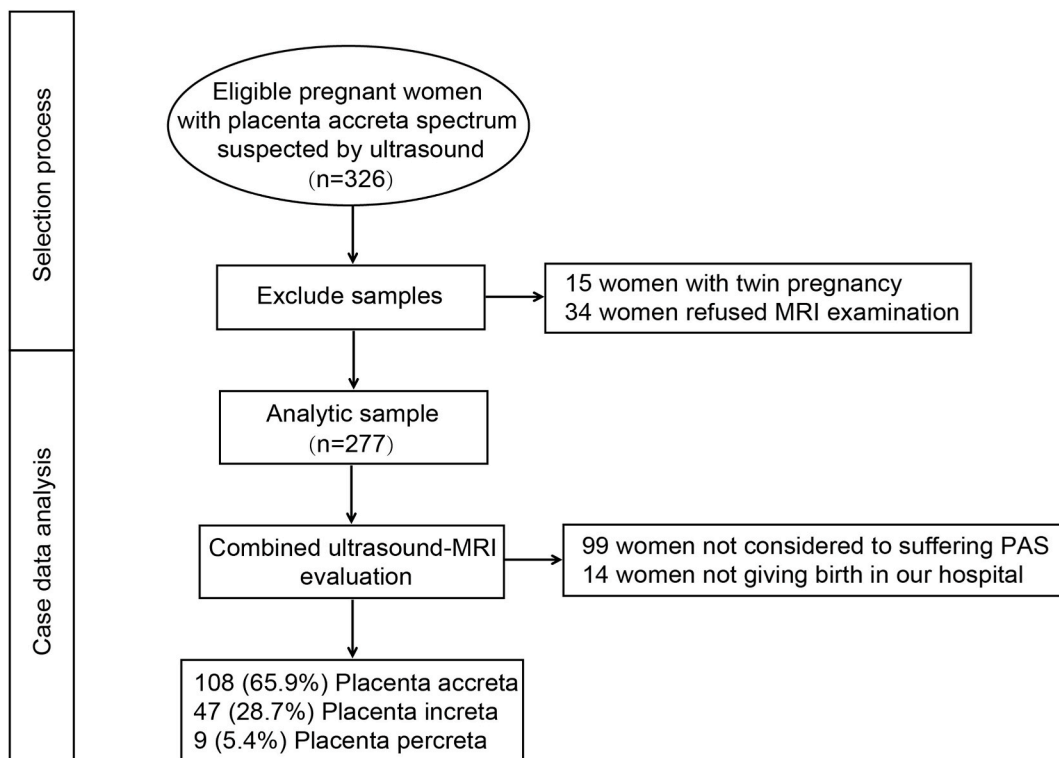 Selection process
Eligible pregnant women
with placenta accreta spectrum
suspected by ultrasound
(n=326)
Exclude samples
15 women with twin pregnancy
34 women refused MRI examination
Case data analysis
Analytic sample
(n=277)
Combined ultrasound-MRI
evaluation
99 women not considered to suffering PAS
14 women not giving birth in our hospital
108 (65.9%) Placenta accreta
47 (28.7%) Placenta increta
9 (5.4%) Placenta percreta